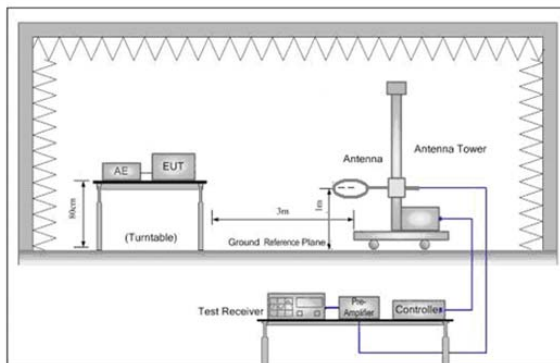 Antenna Tower
Antenna
AE
EUT
80cm
(Turntable)
3m
1m
Ground Reference Plane
Test Receiver
Pre-
Amplifier
Controller